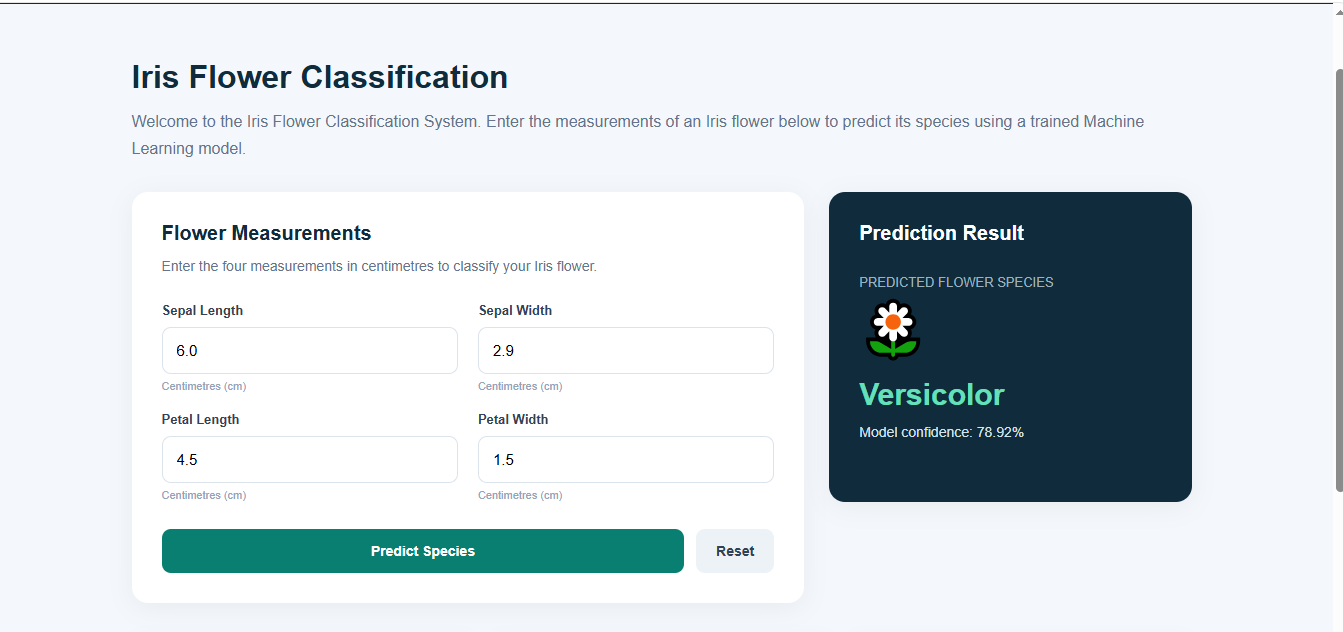 Iris Flower Classification
Welcome to the Iris Flower Classification System. Enter the measurements of an Iris flower below to predict its species using a trained Machine
Learning model.
Flower Measurements
Enter the four measurements in centimetres to classify your Iris flower.
Sepal Length
Sepal Width
6.0
2.9
Centimetres (cm)
Centimetres (cm)
Petal Length
Petal Width
4.5
1.5
Centimetres (cm)
Centimetres (cm)
Predict Species
Reset
Prediction Result
PREDICTED FLOWER SPECIES
Versicolor
Model confidence: 78.92%